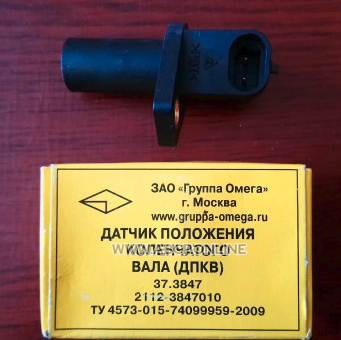 ЗАО «Группа Омега»
г. Москва
www.gruppa-omega.ru
ДАТЧИК ПОЛОЖЕНИЯ
КОЛЕНЧАТОГО
ВАЛА (ДПКВ)
37.3847
2112-3847010
ТУ 4573-015-74099959-2009